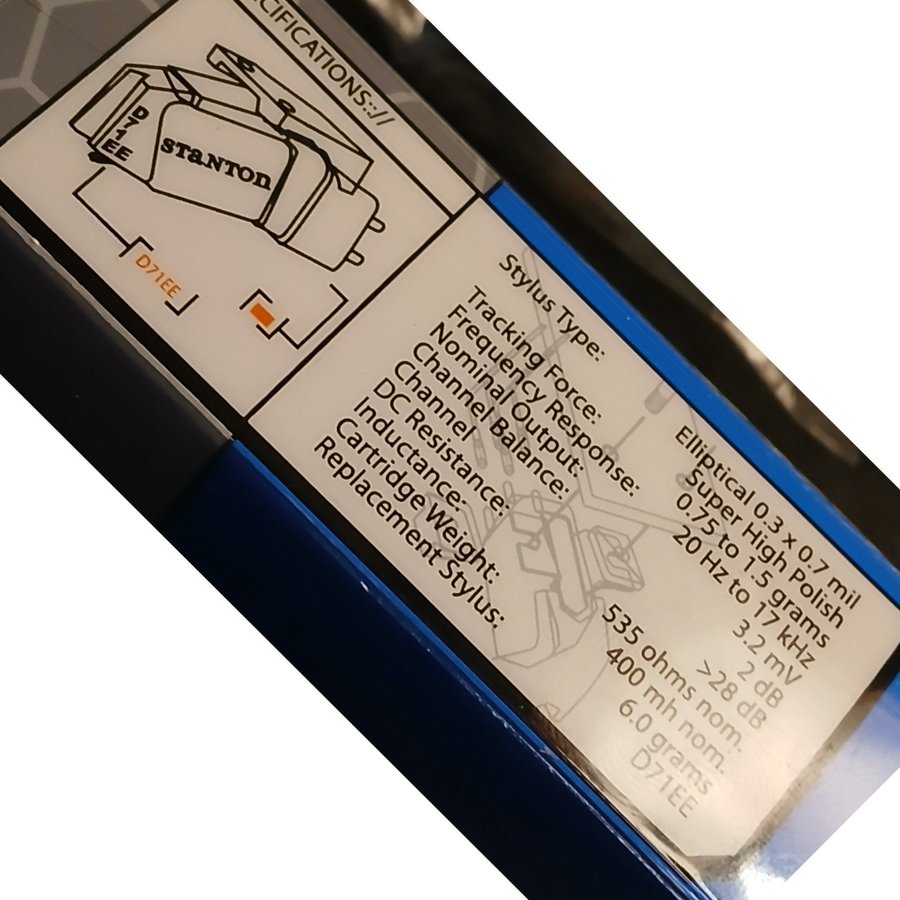 CIFICATIONS:://
D
7
1
EE
STANTON
D71EE
Stylus Type: Elliptical 0.3 x 0.7 mil
Super High Polish
Tracking Force: 0.75 to 1.5 grams
Frequency Response: 20 Hz to 17 kHz
Nominal Output: 3.2 mV
Channel Balance: 2 dB
Channel >28 dB
DC Resistance: 535 ohms nom.
Inductance: 400 mh nom.
Cartridge Weight: 6.0 grams
Replacement Stylus: D71EE